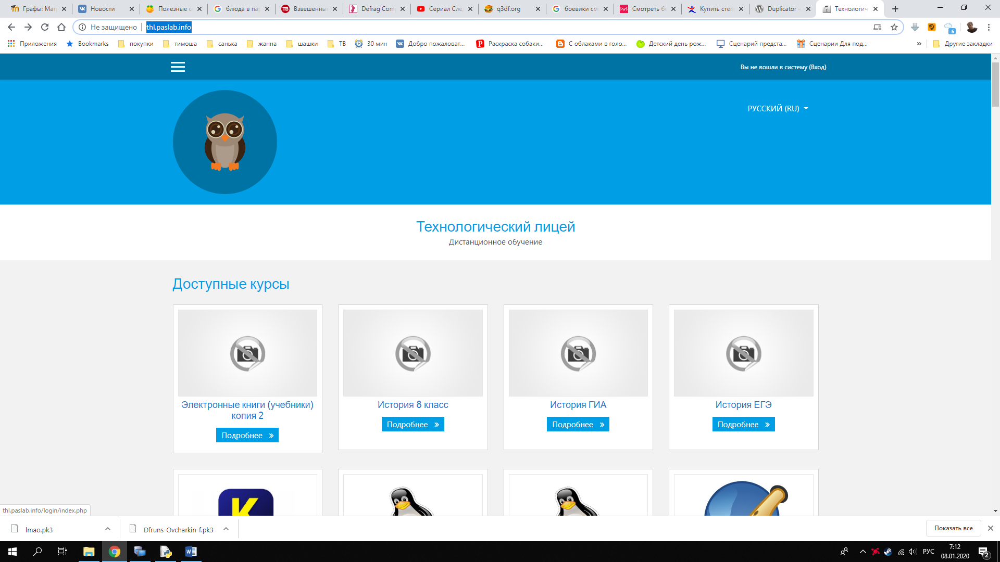 Графы: Мат
Новости
Полезные с
блюда в пар
Взвешенны
Defrag Com
Сериал Сле
q3df.org
боевики см
Смотреть б
Купить степ
Duplicator –
Технологич
Не защищено
thl.paslab.info
Приложения
Bookmarks
покупки
тимоша
санька
жанна
шашки
ТВ
30 мин
Добро пожаловат...
Раскраска собаки...
С облаками в голо...
Детский день рож...
Сценарий предста...
Сценарии Для под...
»
Другие закладки
Вы не вошли в систему (Вход)
РУССКИЙ (RU)
Технологический лицей
Дистанционное обучение
Доступные курсы
Электронные книги (учебники)
копия 2
Подробнее »
История 8 класс
Подробнее »
История ГИА
Подробнее »
История ЕГЭ
Подробнее »
K
thl.paslab.info/login/index.php
lmao.pk3
Dfruns-Ovcharkin-f.pk3
Показать все
РУС
7:12
08.01.2020
2